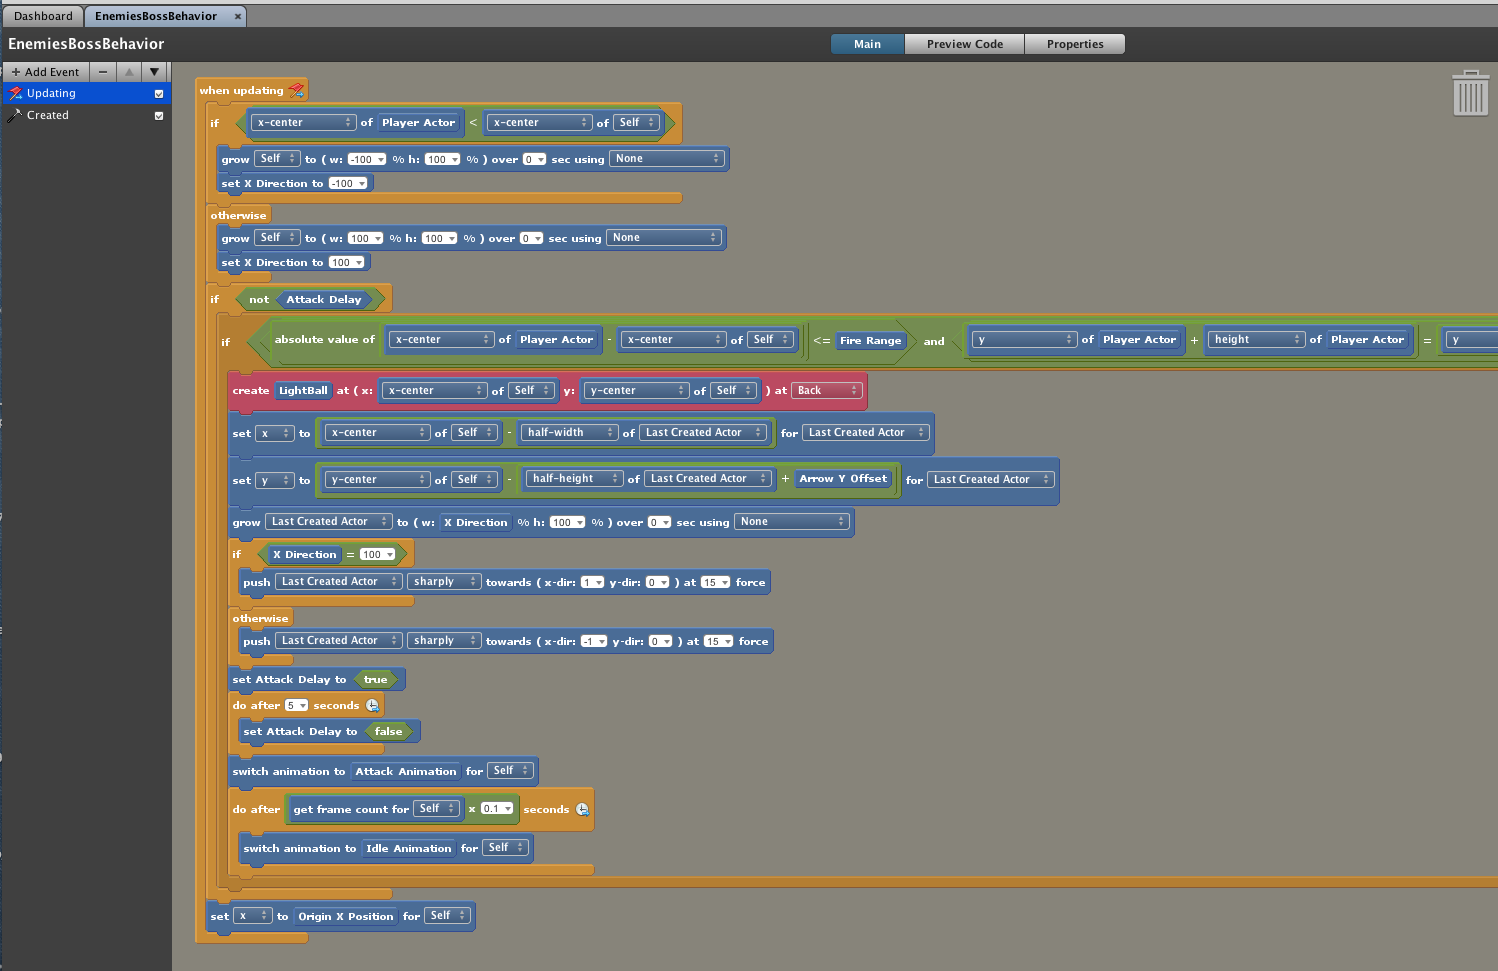 Dashboard EnemiesBossBehavior ×
EnemiesBossBehavior Main Preview Code Properties
+ Add Event − ▲ ▼
Updating
Created
when updating
if x-center of Player Actor < x-center of Self
grow Self to ( w: -100 % h: 100 % ) over 0 sec using None
set X Direction to -100
otherwise
grow Self to ( w: 100 % h: 100 % ) over 0 sec using None
set X Direction to 100
if not Attack Delay
if absolute value of x-center of Player Actor - x-center of Self <= Fire Range and y of Player Actor + height of Player Actor = y
create LightBall at ( x: x-center of Self y: y-center of Self ) at Back
set x to x-center of Self - half-width of Last Created Actor for Last Created Actor
set y to y-center of Self - half-height of Last Created Actor + Arrow Y Offset for Last Created Actor
grow Last Created Actor to ( w: X Direction % h: 100 % ) over 0 sec using None
if X Direction = 100
push Last Created Actor sharply towards ( x-dir: 1 y-dir: 0 ) at 15 force
otherwise
push Last Created Actor sharply towards ( x-dir: -1 y-dir: 0 ) at 15 force
set Attack Delay to true
do after 5 seconds
set Attack Delay to false
switch animation to Attack Animation for Self
do after get frame count for Self x 0.1 seconds
switch animation to Idle Animation for Self
set x to Origin X Position for Self